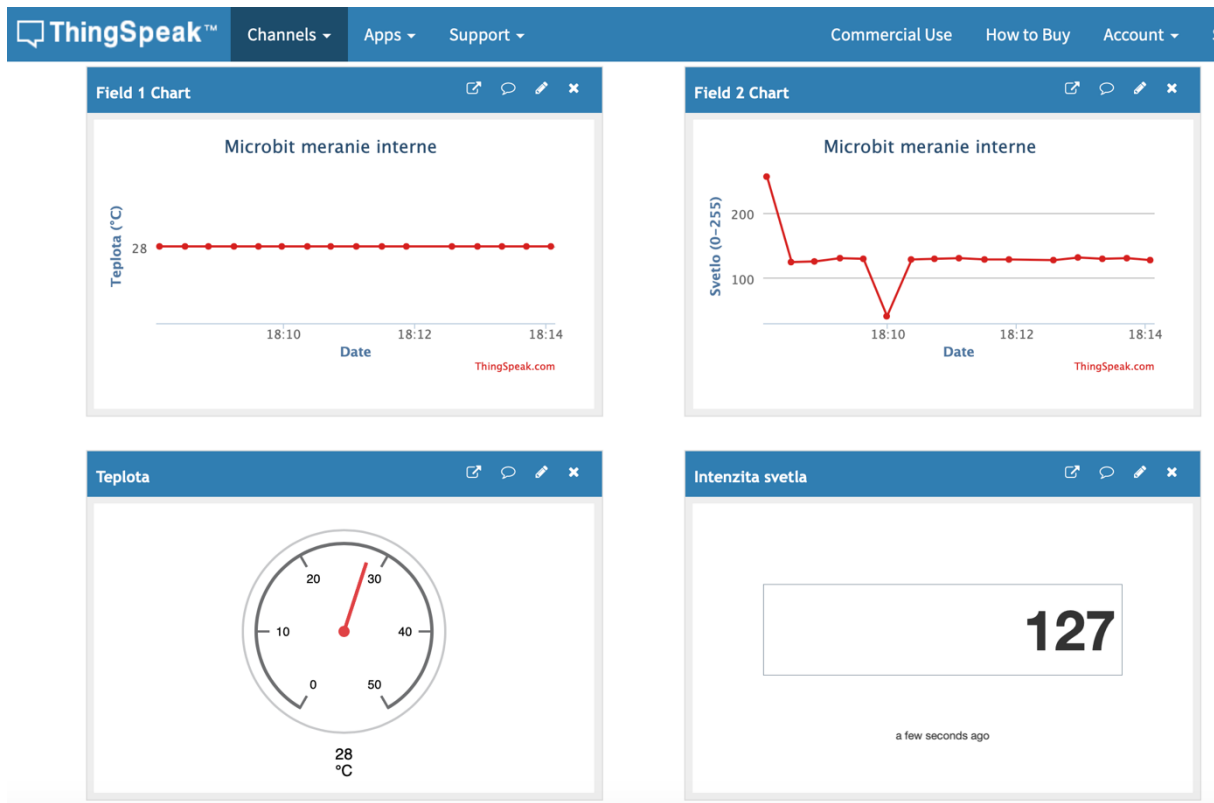 ThingSpeak™ Channels Apps Support Commercial Use How to Buy Account
Field 1 Chart
Microbit meranie interne
Teplota (°C)
28
18:10 18:12 18:14
Date
ThingSpeak.com
Field 2 Chart
Microbit meranie interne
Svetlo (0-255)
200
100
18:10 18:12 18:14
Date
ThingSpeak.com
Teplota
20 30
10 40
0 50
28
°C
Intenzita svetla
127
a few seconds ago